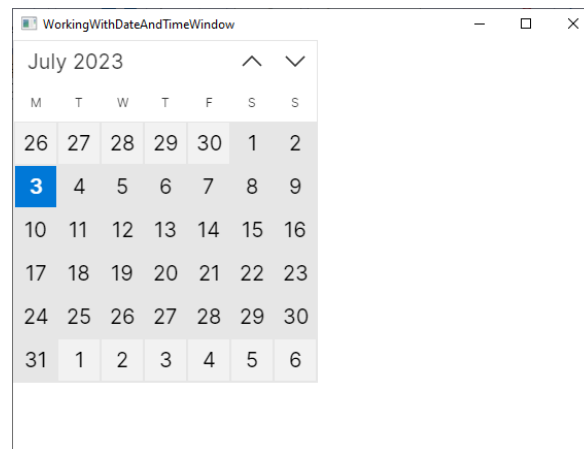 WorkingWithDateAndTimeWindow
July 2023
M T W T F S S
26 27 28 29 30 1 2
3 4 5 6 7 8 9
10 11 12 13 14 15 16
17 18 19 20 21 22 23
24 25 26 27 28 29 30
31 1 2 3 4 5 6